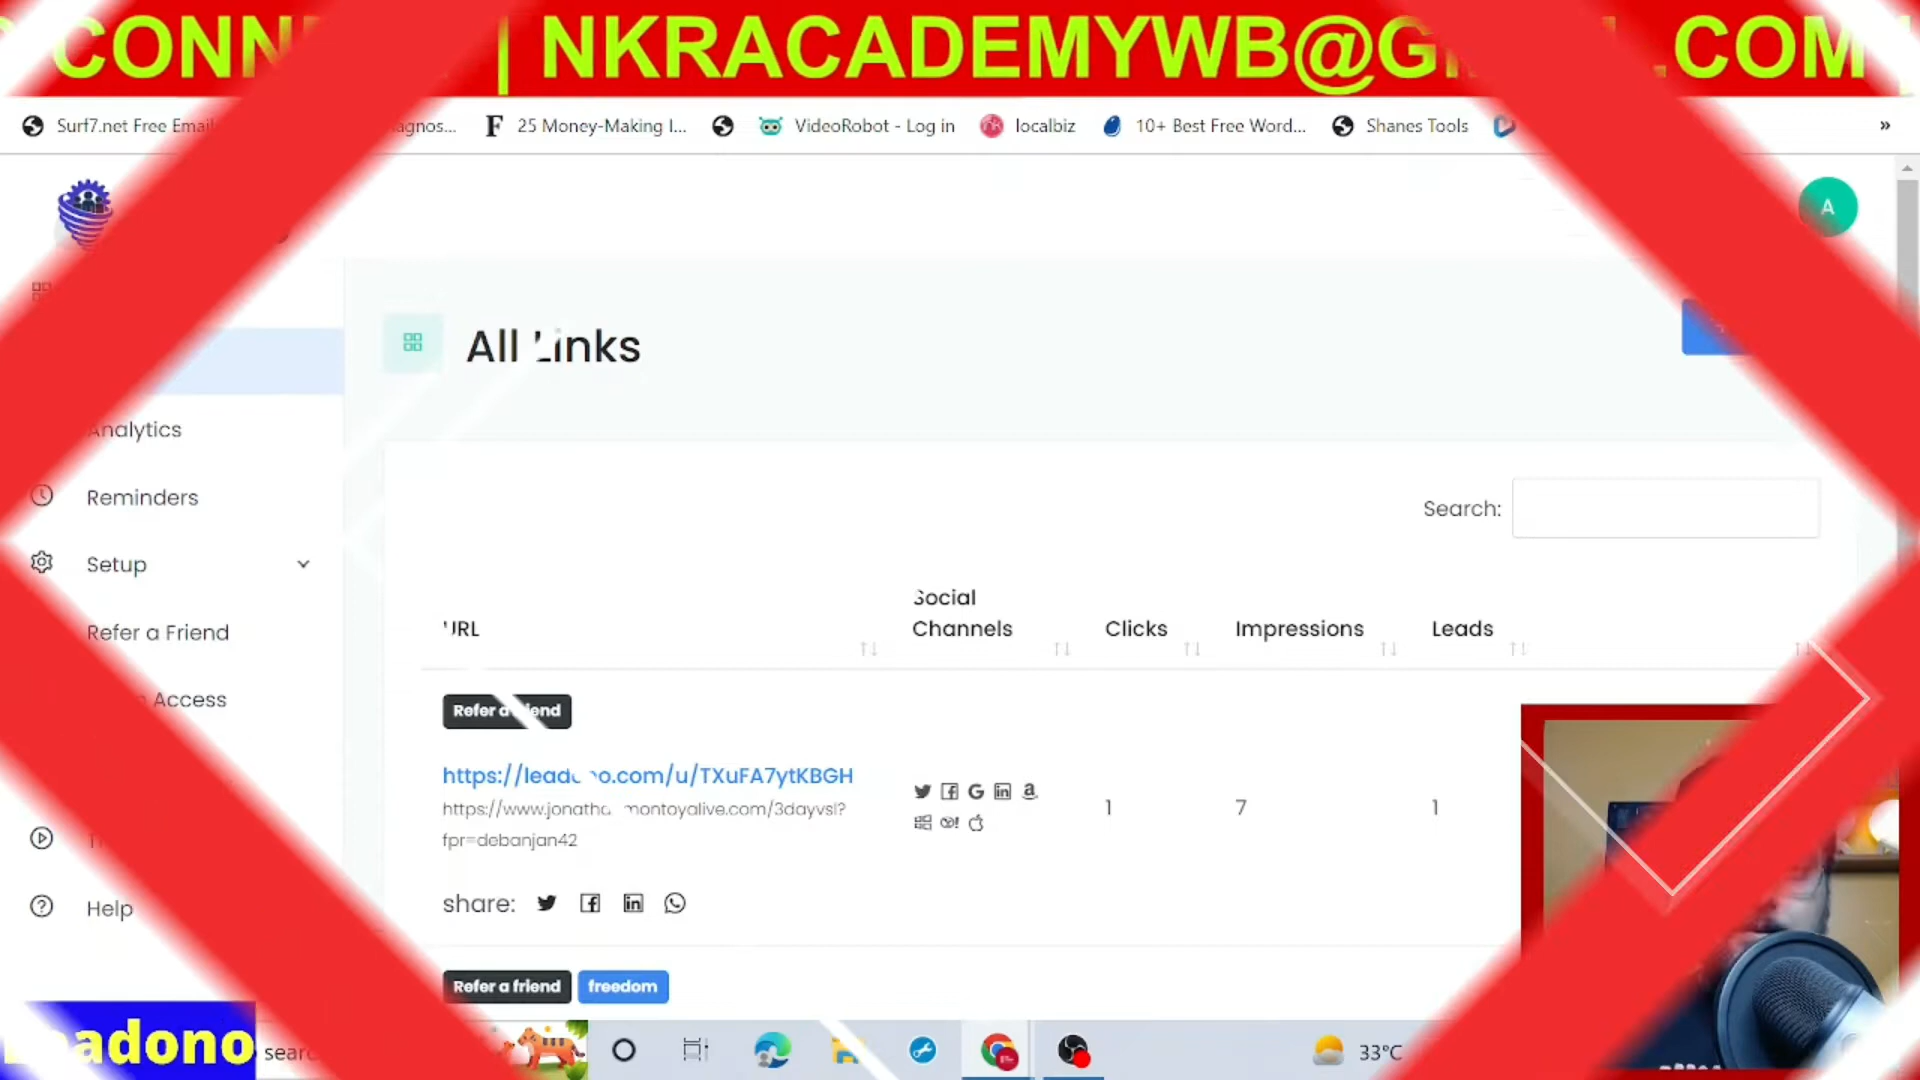 | NKRACADEMYWB@G .COM
Surf7.net Free Email
agnos...
25 Money-Making I...
VideoRobot - Log in
localbiz
10+ Best Free Word...
Shanes Tools
»
A
All Links
Analytics
Reminders
Setup
Refer a Friend
Access
Help
Search:
URL
Social
Channels
Clicks
Impressions
Leads
Refer a friend
https://lead o.com/u/TXuFA7ytKBGH
https://www.jonatha montoyalive.com/3dayvsl?
fpr=debanjan42
1
7
1
share:
Refer a friend
freedom
adono
searc
33°C